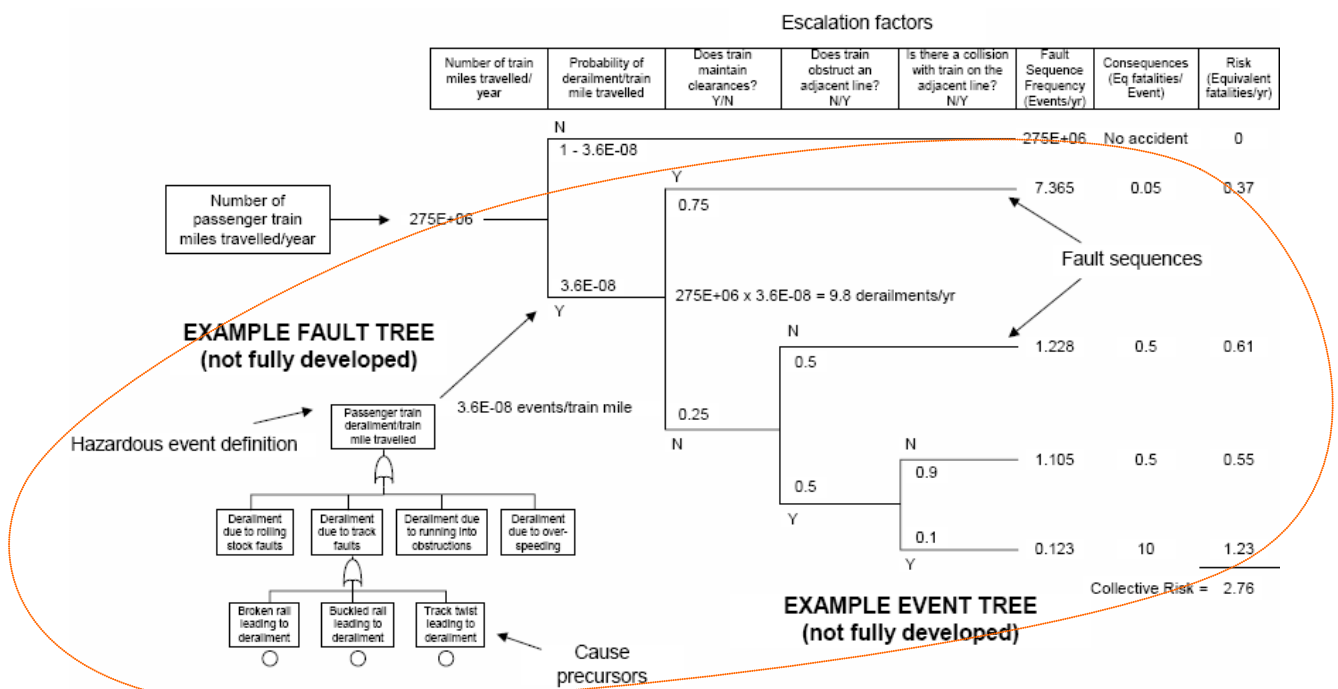 Escalation factors
Number of train
miles travelled/
year
Probability of
derailment/train
mile travelled
Does train
maintain
clearances?
Y/N
Does train
obstruct an
adjacent line?
N/Y
Is there a collision
with train on the
adjacent line?
N/Y
Fault
Sequence
Frequency
(Events/yr)
Consequences
(Eq fatalities/
Event)
Risk
(Equivalent
fatalities/yr)
N
1 - 3.6E-08
275E+06 No accident 0
Number of
passenger train
miles travelled/year
275E+06
Y
0.75
7.365 0.05 0.37
Fault sequences
3.6E-08
Y
275E+06 x 3.6E-08 = 9.8 derailments/yr
EXAMPLE FAULT TREE
(not fully developed)
N
0.5
1.228 0.5 0.61
3.6E-08 events/train mile
Hazardous event definition
Passenger train
derailment/train
mile travelled
0.25
N
N
0.9
1.105 0.5 0.55
0.5
Y
0.1
Y
0.123 10 1.23
Collective Risk = 2.76
Derailment
due to rolling
stock faults
Derailment
due to track
faults
Derailment due
to running into
obstructions
Derailment
due to over-
speeding
Broken rail
leading to
derailment
Buckled rail
leading to
derailment
Track twist
leading to
derailment
Cause
precursors
EXAMPLE EVENT TREE
(not fully developed)